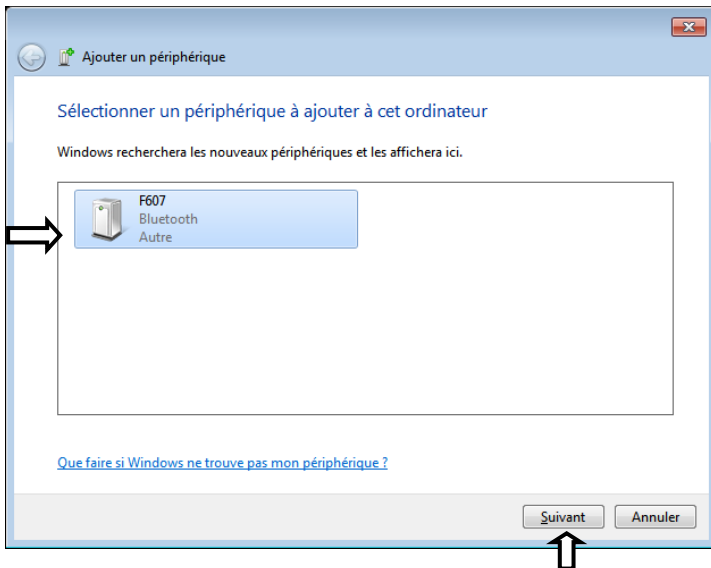 Ajouter un périphérique
Sélectionner un périphérique à ajouter à cet ordinateur
Windows recherchera les nouveaux périphériques et les affichera ici.
F607
Bluetooth
Autre
Que faire si Windows ne trouve pas mon périphérique ?
Suivant Annuler